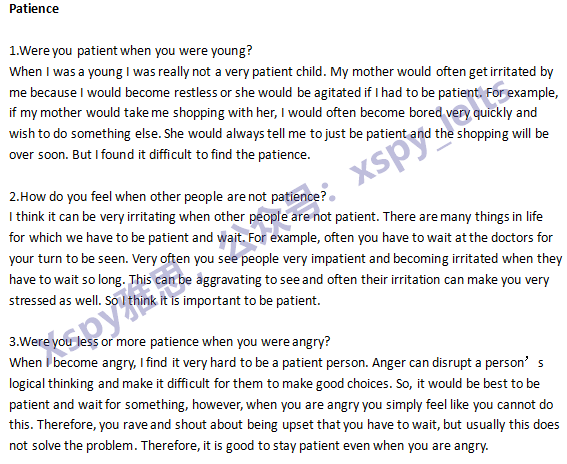 Patience
1.Were you patient when you were young?
When I was a young I was really not a very patient child. My mother would often get irritated by
me because I would become restless or she would be agitated if I had to be patient. For example,
if my mother would take me shopping with her, I would often become bored very quickly and
wish to do something else. She would always tell me to just be patient and the shopping will be
over soon. But I found it difficult to find the patience.
2.How do you feel when other people are not patience?
I think it can be very irritating when other people are not patient. There are many things in life
for which we have to be patient and wait. For example, often you have to wait at the doctors for
your turn to be seen. Very often you see people very impatient and becoming irritated when they
have to wait so long. This can be aggravating to see and often their irritation can make you very
stressed as well. So I think it is important to be patient.
3.Were you less or more patience when you were angry?
When I become angry, I find it very hard to be a patient person. Anger can disrupt a person’s
logical thinking and make it difficult for them to make good choices. So, it would be best to be
patient and wait for something, however, when you are angry you simply feel like you cannot do
this. Therefore, you rave and shout about being upset that you have to wait, but usually this does
not solve the problem. Therefore, it is good to stay patient even when you are angry.
Xspy雅思，公众号：xspy_ielts